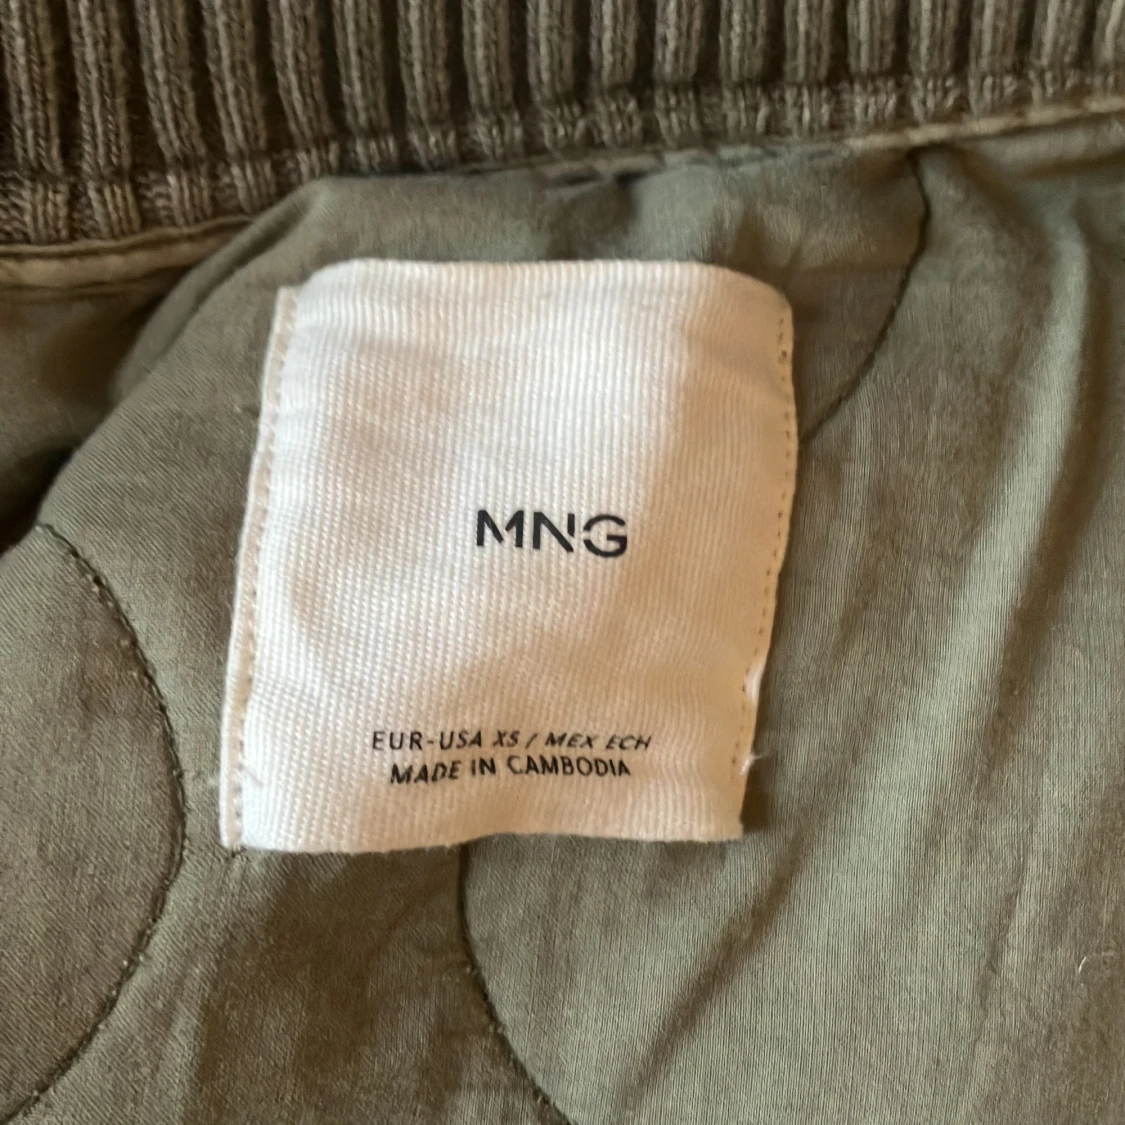 MNG
EUR-USA XS / MEX ECH
MADE IN CAMBODIA